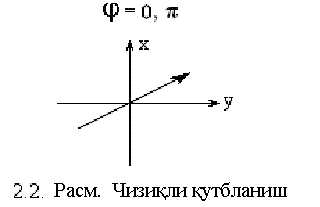 φ = 0, π
x
y
2.2. Расм. Чизиқли қутбланиш